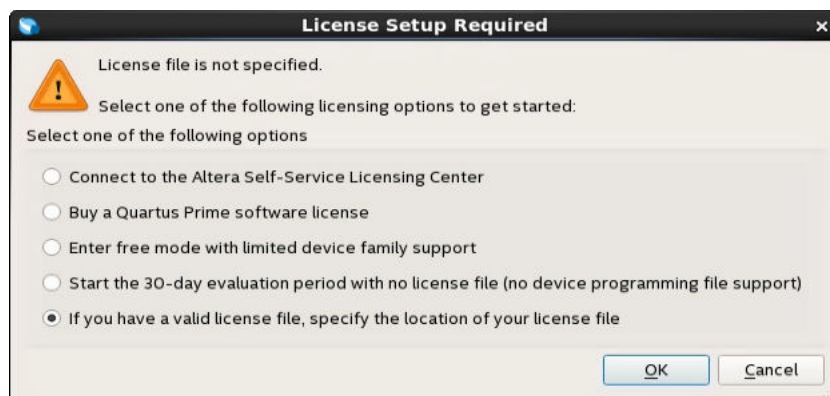 License Setup Required
License file is not specified.
Select one of the following licensing options to get started:
Select one of the following options
Connect to the Altera Self-Service Licensing Center
Buy a Quartus Prime software license
Enter free mode with limited device family support
Start the 30-day evaluation period with no license file (no device programming file support)
If you have a valid license file, specify the location of your license file
OK
Cancel